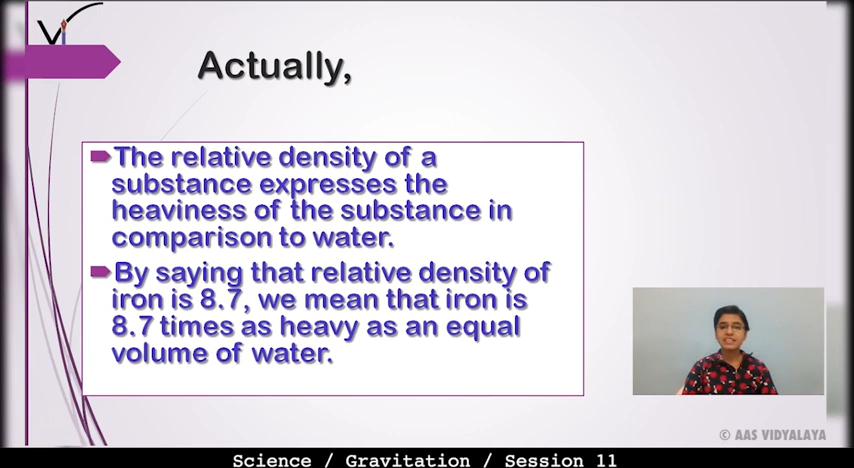 Vi
Actually,
The relative density of a
substance expresses the
heaviness of the substance in
comparison to water.
By saying that relative density of
iron is 8.7, we mean that iron is
8.7 times as heavy as an equal
volume of water.
© AAS VIDYALAYA
Science / Gravitation / Session 11